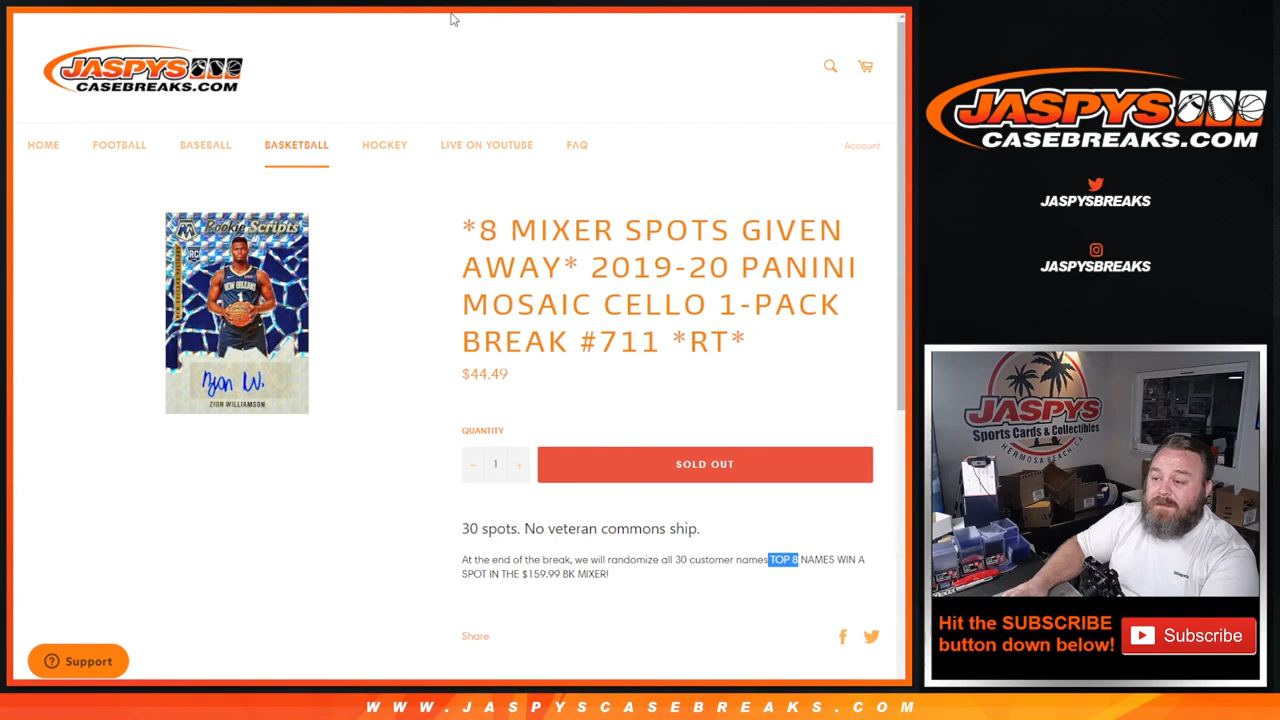 JASPYS
CASEBREAKS.COM
HOME
FOOTBALL
BASEBALL
BASKETBALL
HOCKEY
LIVE ON YOUTUBE
FAQ
Account
Rookie Scripts
RC
NEW ORLEANS
1
ZION WILLIAMSON
*8 MIXER SPOTS GIVEN
AWAY* 2019-20 PANINI
MOSAIC CELLO 1-PACK
BREAK #711 *RT*
$44.49
QUANTITY
− 1 +
SOLD OUT
30 spots. No veteran commons ship.
At the end of the break, we will randomize all 30 customer names TOP 8 NAMES WIN A
SPOT IN THE $159.99 BK MIXER!
Share
Support
JASPYS
CASEBREAKS.COM
JASPYSBREAKS
JASPYSBREAKS
JASPYS
Sports Cards & Collectibles
HERMOSA BEACH, CA
Hit the SUBSCRIBE
button down below!
Subscribe
WWW.JASPYSCASEBREAKS.COM